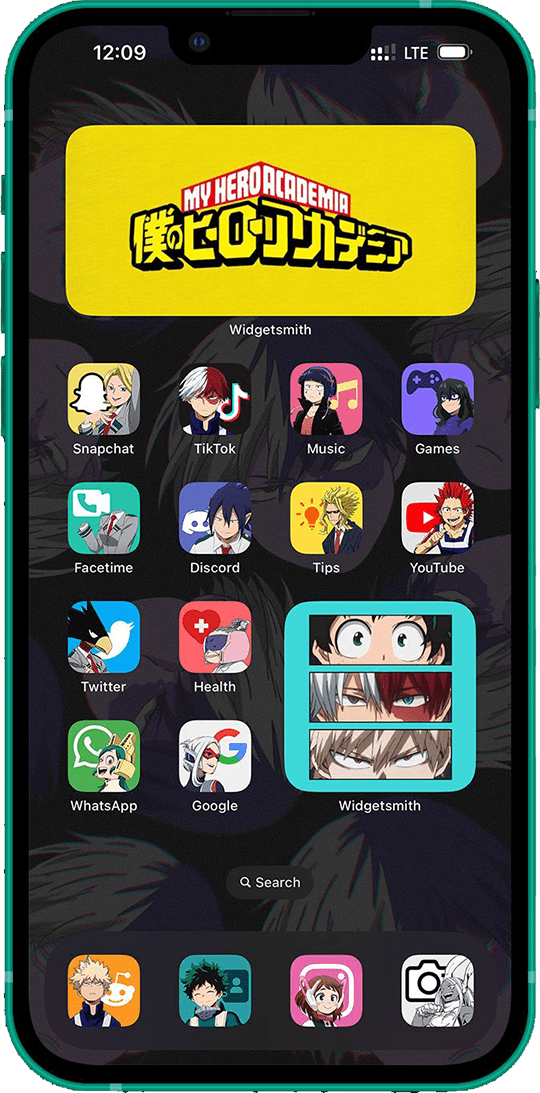 12:09
LTE
MY HERO ACADEMIA
僕のヒーローアカデミア
Widgetsmith
Snapchat
TikTok
Music
Games
Facetime
Discord
Tips
YouTube
Twitter
Health
WhatsApp
Google
Widgetsmith
Search